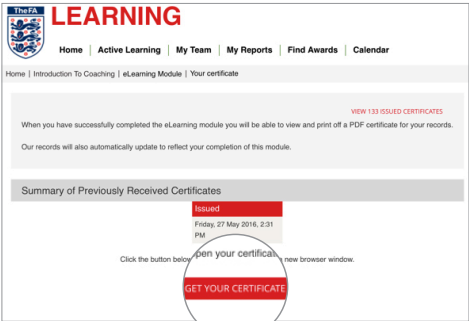 TheFA
LEARNING
Home | Active Learning | My Team | My Reports | Find Awards | Calendar
Home | Introduction To Coaching | eLearning Module | Your certificate
VIEW 133 ISSUED CERTIFICATES
When you have successfully completed the eLearning module you will be able to view and print off a PDF certificate for your records.
Our records will also automatically update to reflect your completion of this module.
Summary of Previously Received Certificates
Issued
Friday, 27 May 2016, 2:31
PM
Click the button below pen your certificat new browser window.
GET YOUR CERTIFICATE